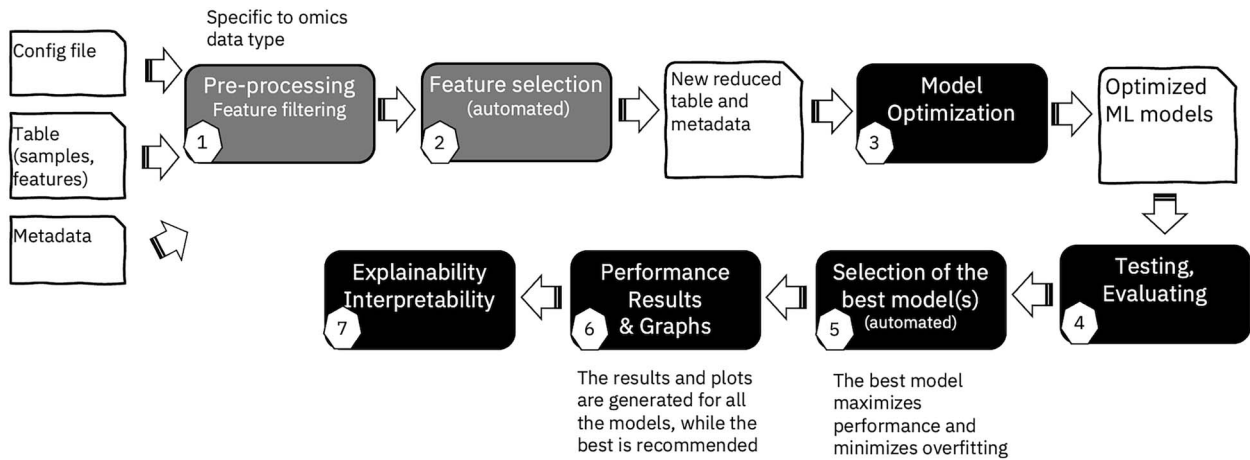 Specific to omics
data type
Config file
Table
(samples,
features)
Metadata
Pre-processing
Feature filtering
1
Feature selection
(automated)
2
New reduced
table and
metadata
Model
Optimization
3
Optimized
ML models
Testing,
Evaluating
4
Selection of the
best model(s)
(automated)
5
The best model
maximizes
performance and
minimizes overfitting
Performance
Results
& Graphs
6
The results and plots
are generated for all
the models, while the
best is recommended
Explainability
Interpretability
7